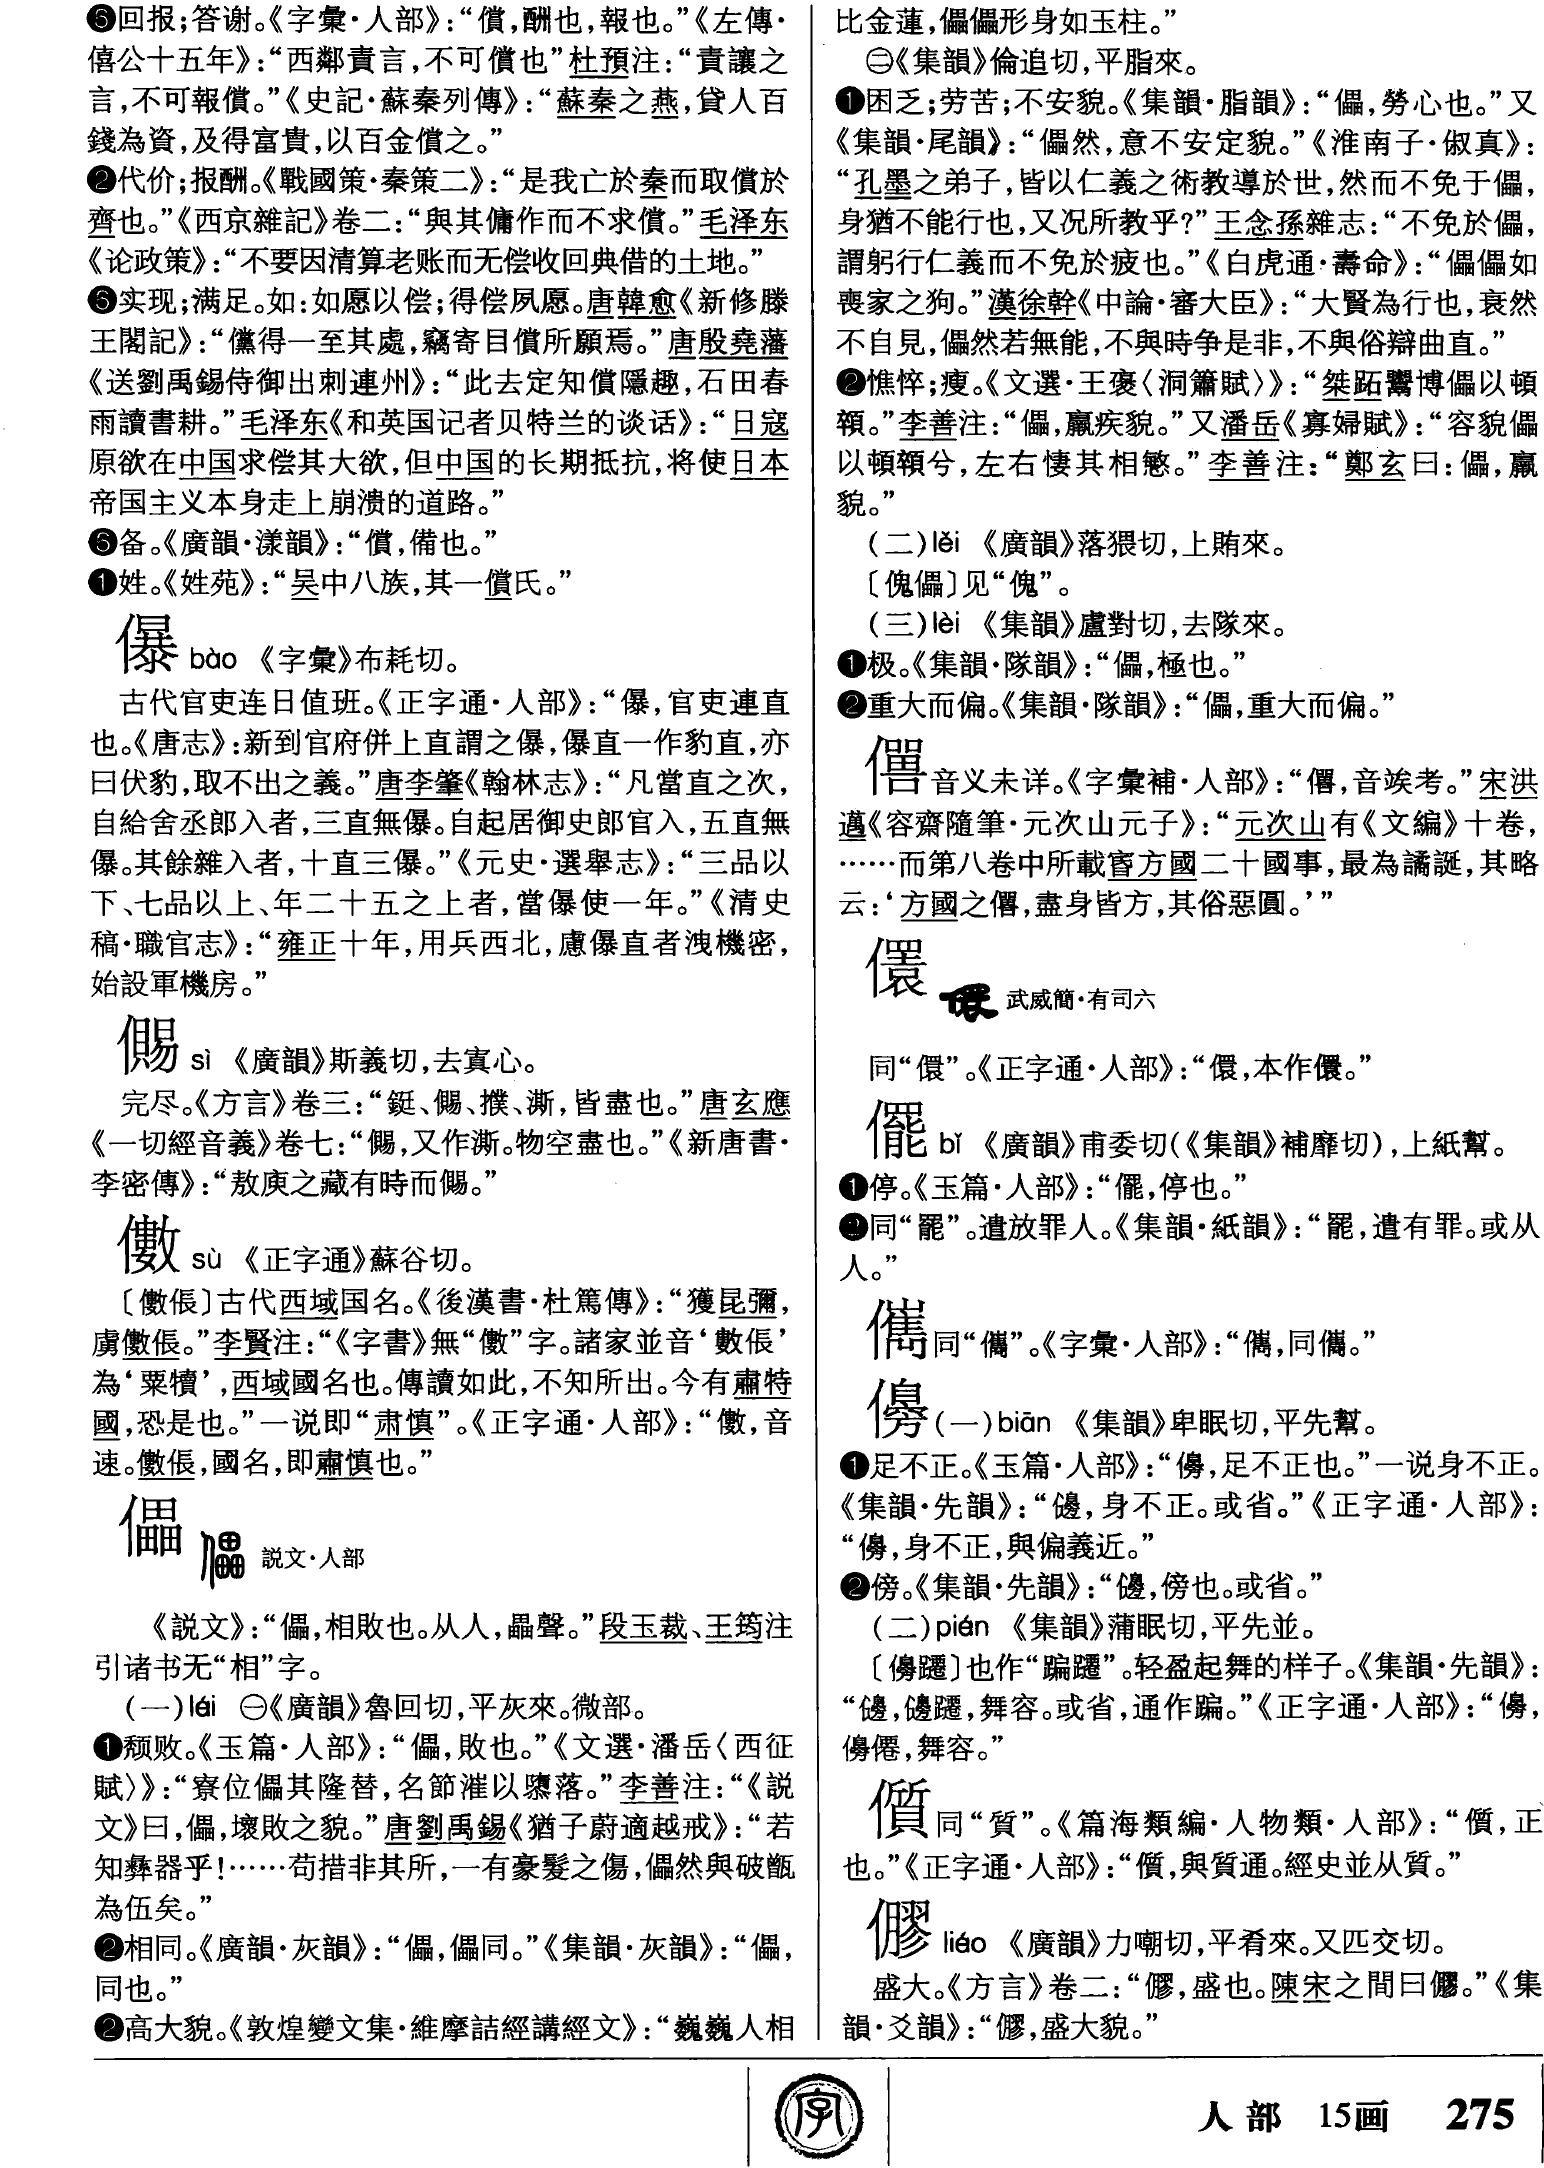 ❺回报；答谢。《字彙·人部》：“償，酬也，報也。”《左傳·
僖公十五年》：“西鄰責言，不可償也”杜預注：“責讓之
言，不可報償。”《史記·蘇秦列傳》：“蘇秦之燕，貸人百
錢為資，及得富貴，以百金償之。”
❷代价；报酬。《戰國策·秦策二》：“是我亡於秦而取償於
齊也。”《西京雜記》卷二：“與其傭作而不求償。”毛泽东
《论政策》：“不要因清算老账而无偿收回典借的土地。”
❺实现；满足。如：如愿以偿；得偿夙愿。唐韓愈《新修滕
王閣記》：“儻得一至其處，竊寄目償所願焉。”唐殷堯藩
《送劉禹錫侍御出刺連州》：“此去定知償隱趣，石田春
雨讀書耕。”毛泽东《和英国记者贝特兰的谈话》：“日寇
原欲在中国求偿其大欲，但中国的长期抵抗，将使日本
帝国主义本身走上崩溃的道路。”
❺备。《廣韻·漾韻》：“償，備也。”
❶姓。《姓苑》：“吴中八族，其一償氏。”
儤 bào 《字彙》布耗切。
古代官吏连日值班。《正字通·人部》：“儤，官吏連直
也。《唐志》：新到官府併上直謂之儤，儤直一作豹直，亦
曰伏豹，取不出之義。”唐李肇《翰林志》：“凡當直之次，
自給舍丞郎入者，三直無儤。自起居御史郎官入，五直無
儤。其餘雜入者，十直三儤。”《元史·選舉志》：“三品以
下、七品以上、年二十五之上者，當儤使一年。”《清史
稿·職官志》：“雍正十年，用兵西北，慮儤直者洩機密，
始設軍機房。”
儩 sì 《廣韻》斯義切，去寘心。
完尽。《方言》卷三：“鋌、儩、撲、澌，皆盡也。”唐玄應
《一切經音義》卷七：“儩，又作澌。物空盡也。”《新唐書·
李密傳》：“敖庾之藏有時而儩。”
儥 sù 《正字通》蘇谷切。
〔㒔倀〕古代西域国名。《後漢書·杜篤傳》：“獲昆彌，
虜㒔倀。”李賢注：“《字書》無“㒔”字。諸家並音‘數倀’
為‘粟犢’，西域國名也。傳讀如此，不知所出。今有肅特
國，恐是也。”一说即“肃慎”。《正字通·人部》：“㒔，音
速。㒔倀，國名，即肅慎也。”
儡 説文·人部
《説文》：“儡，相敗也。从人，畾聲。”段玉裁、王筠注
引诸书无“相”字。
（一）léi ㊀《廣韻》魯回切，平灰來。微部。
❶颓败。《玉篇·人部》：“儡，敗也。”《文選·潘岳〈西征
賦〉》：“寮位儡其隆替，名節漼以隳落。”李善注：“《説
文》曰，儡，壞敗之貌。”唐劉禹錫《猶子蔚適越戒》：“若
知彝器乎！……苟措非其所，一有豪髮之傷，儡然與破甑
為伍矣。”
❷相同。《廣韻·灰韻》：“儡，儡同。”《集韻·灰韻》：“儡，
同也。”
❷高大貌。《敦煌變文集·維摩詰經講經文》：“巍巍人相
比金蓮，儡儡形身如玉柱。”
㊁《集韻》倫追切，平脂來。
❶困乏；劳苦；不安貌。《集韻·脂韻》：“儡，勞心也。”又
《集韻·尾韻》：“儡然，意不安定貌。”《淮南子·俶真》：
“孔墨之弟子，皆以仁義之術教導於世，然而不免于儡，
身猶不能行也，又况所教乎？”王念孫雜志：“不免於儡，
謂躬行仁義而不免於疲也。”《白虎通·壽命》：“儡儡如
喪家之狗。”漢徐幹《中論·審大臣》：“大賢為行也，裒然
不自見，儡然若無能，不與時争是非，不與俗辯曲直。”
❷憔悴；瘦。《文選·王褒〈洞簫賦〉》：“桀跖鬻博儡以頓
顇。”李善注：“儡，羸疾貌。”又潘岳《寡婦賦》：“容貌儡
以頓顇兮，左右悽其相慜。”李善注：“鄭玄曰：儡，羸
貌。”
（二）lěi 《廣韻》落猥切，上賄來。
〔傀儡〕见“傀”。
（三）lèi 《集韻》盧對切，去隊來。
❶极。《集韻·隊韻》：“儡，極也。”
❷重大而偏。《集韻·隊韻》：“儡，重大而偏。”
音义未详。《字彙補·人部》：“，音竢考。”宋洪
邁《容齋隨筆·元次山元子》：“元次山有《文編》十卷，
……而第八卷中所載㝚方國二十國事，最為譎誕，其略
云：‘方國之，盡身皆方，其俗惡圓。’”
武威簡·有司六
同“儇”。《正字通·人部》：“儇，本作。”
㒟 bǐ 《廣韻》甫委切（《集韻》補靡切），上紙幫。
❶停。《玉篇·人部》：“㒟，停也。”
❷同“罷”。遣放罪人。《集韻·紙韻》：“罷，遣有罪。或从
人。”
同“儶”。《字彙·人部》：“，同儶。”
（一）biān 《集韻》卑眠切，平先幫。
❶足不正。《玉篇·人部》：“，足不正也。”一说身不正。
《集韻·先韻》：“，身不正。或省。”《正字通·人部》：
“，身不正，與偏義近。”
❷傍。《集韻·先韻》：“，傍也。或省。”
（二）pián 《集韻》蒲眠切，平先並。
〔蹮〕也作“蹁蹮”。轻盈起舞的样子。《集韻·先韻》：
“，蹮，舞容。或省，通作蹁。”《正字通·人部》：“，
僊，舞容。”
儨 同“質”。《篇海類編·人物類·人部》：“儨，正
也。”《正字通·人部》：“儨，與質通。經史並从質。”
liáo 《廣韻》力嘲切，平肴來。又匹交切。
盛大。《方言》卷二：“，盛也。陳宋之間曰。”《集
韻·爻韻》：“，盛大貌。”
字
人部 15画 275